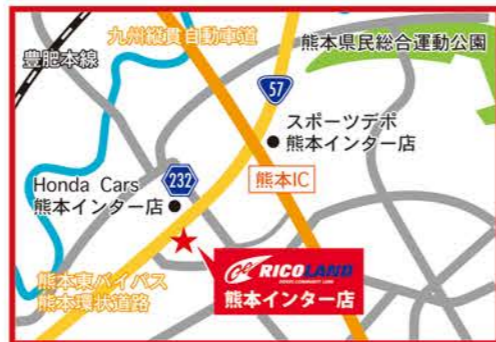 九州縦貫自動車道
熊本県民総合運動公園
豊肥本線
57
スポーツデポ
熊本インター店
熊本IC
232
Honda Cars
熊本インター店
RICOLAND
熊本インター店
熊本東バイパス
熊本環状道路